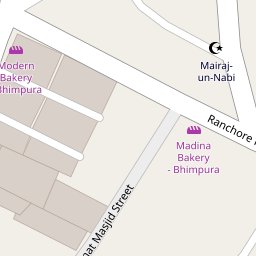 Modern
Bakery
Bhimpura
Mairaj-
un-Nabi
Ranchore
Madina
Bakery
- Bhimpura
Masjid Street